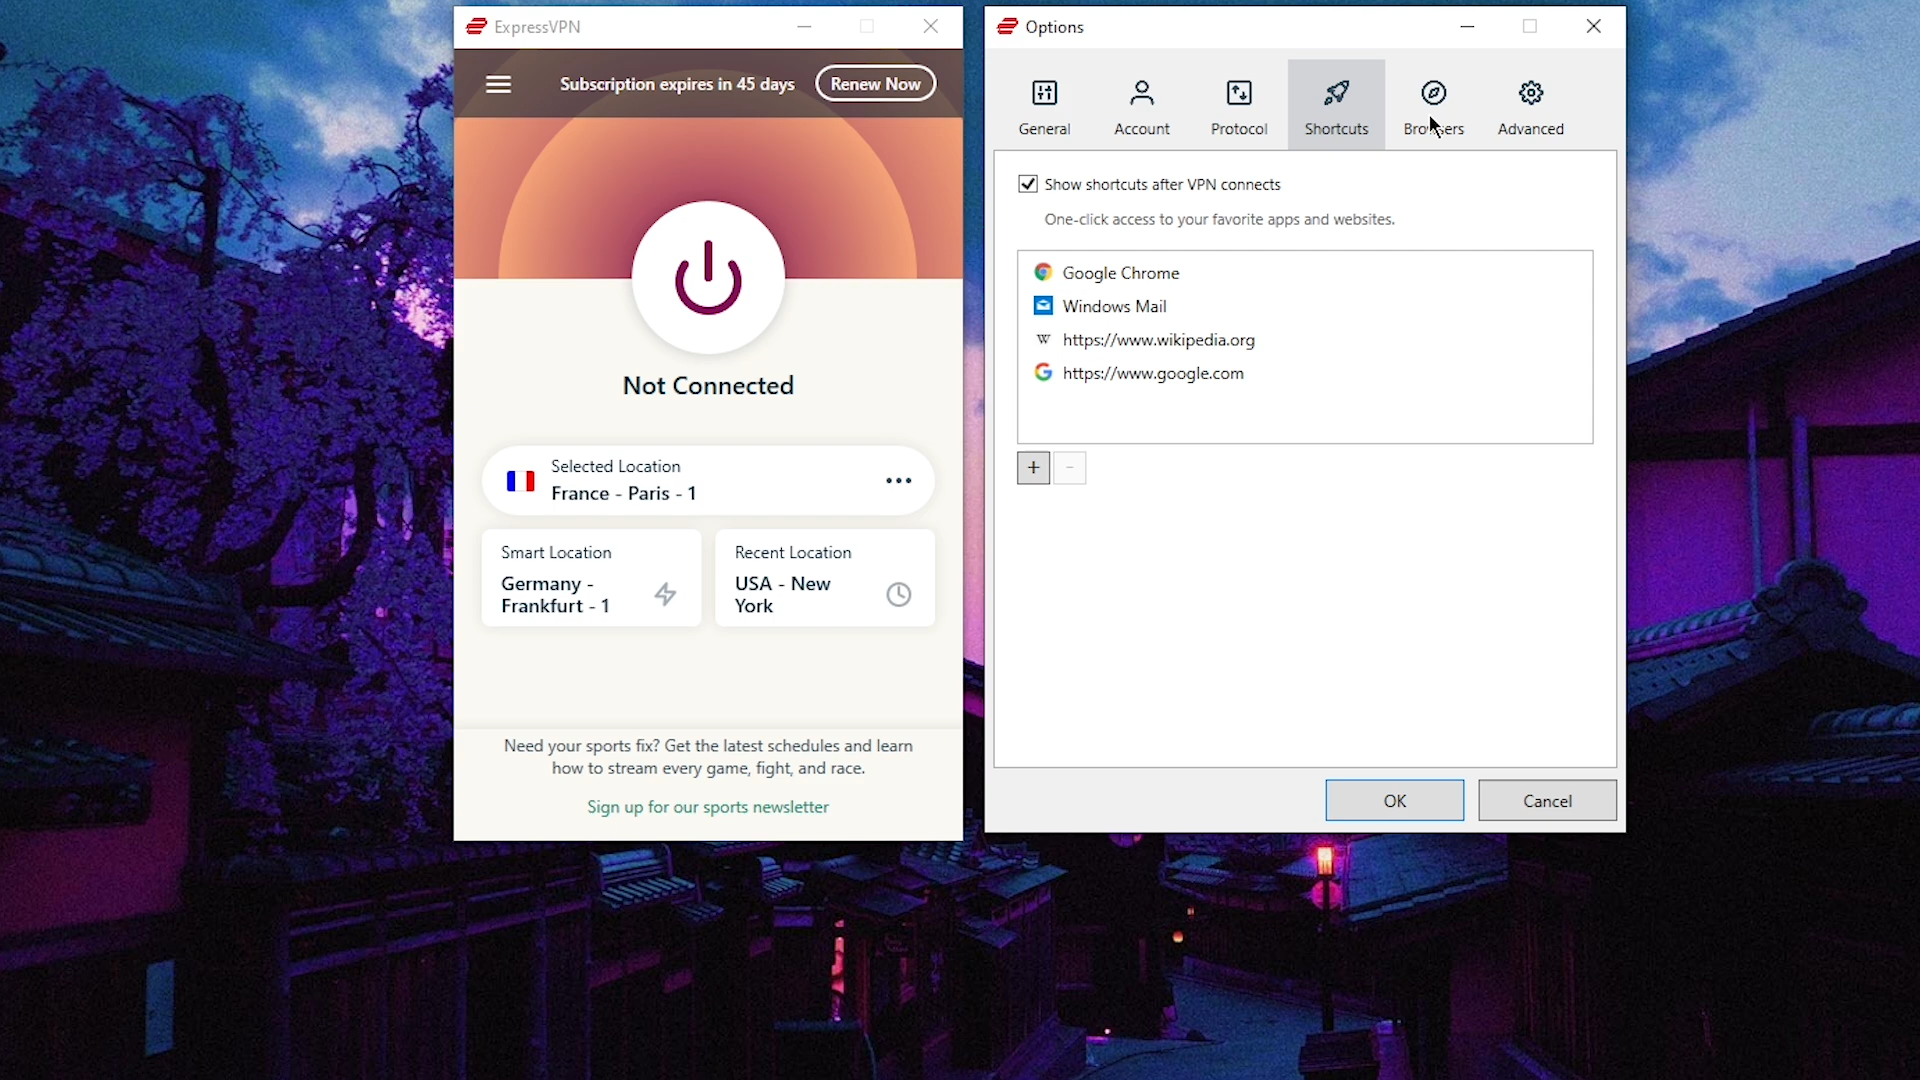 ExpressVPN
Subscription expires in 45 days
Renew Now
Not Connected
Selected Location
France - Paris - 1
Smart Location
Germany -
Frankfurt - 1
Recent Location
USA - New
York
Need your sports fix? Get the latest schedules and learn
how to stream every game, fight, and race.
Sign up for our sports newsletter
Options
General
Account
Protocol
Shortcuts
Browsers
Advanced
Show shortcuts after VPN connects
One-click access to your favorite apps and websites.
Google Chrome
Windows Mail
W https://www.wikipedia.org
G https://www.google.com
+ -
OK
Cancel